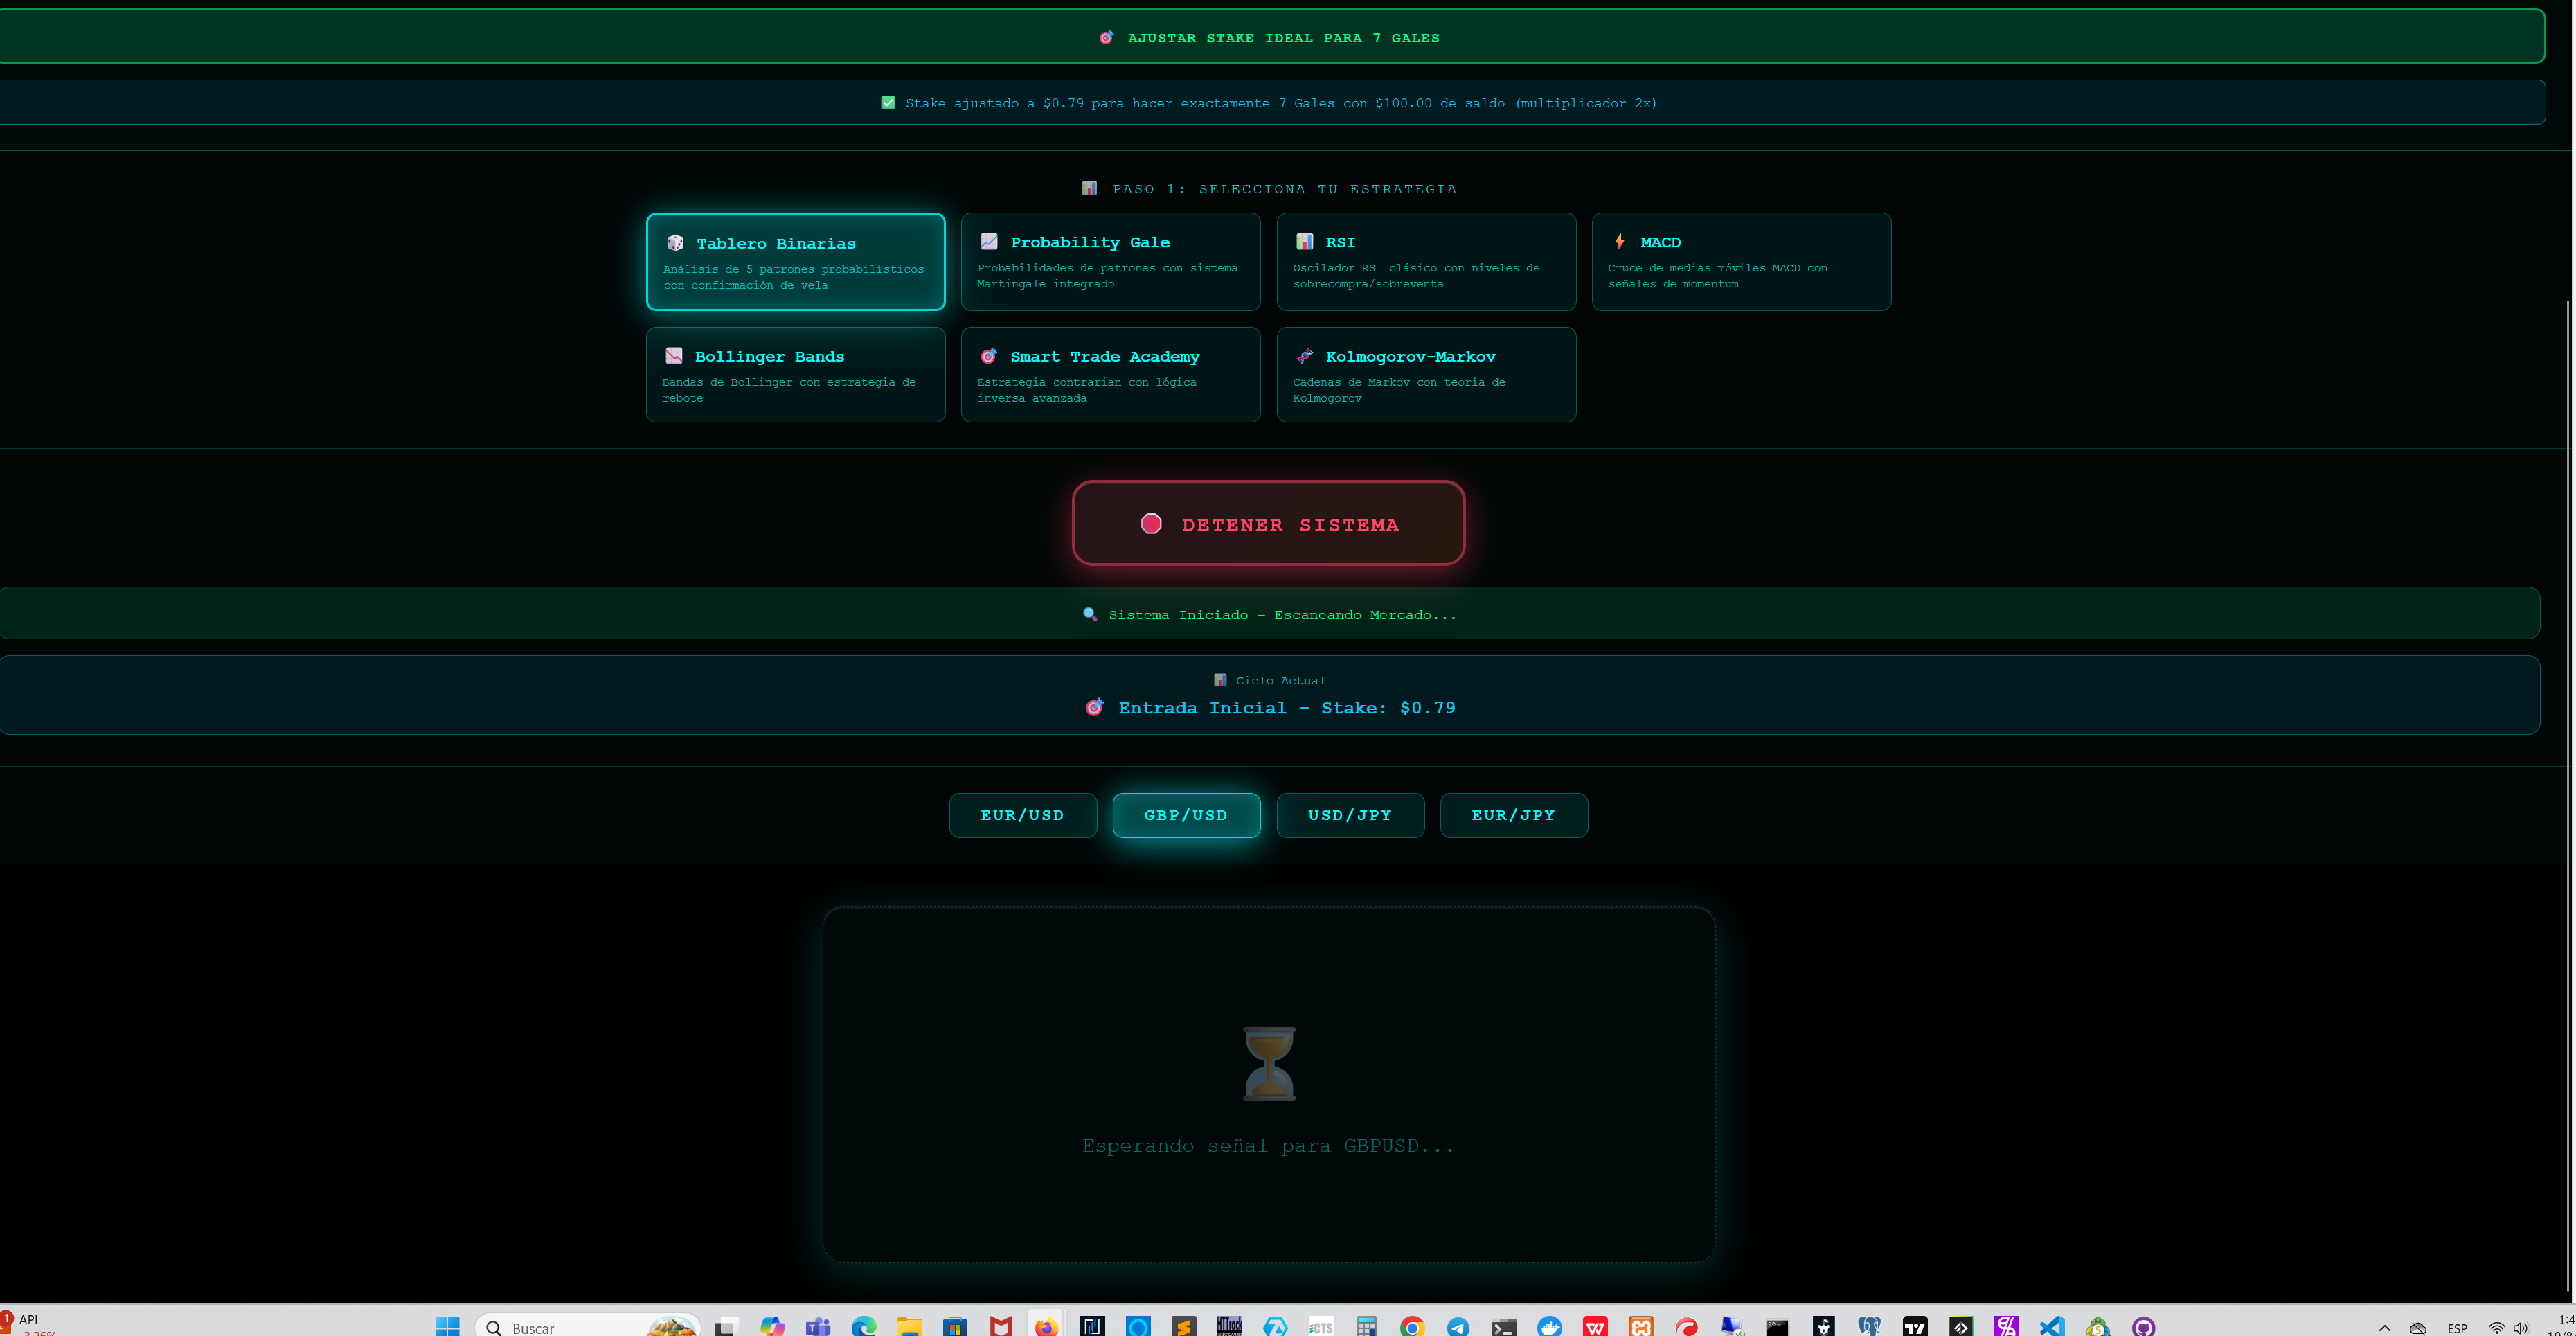 AJUSTAR STAKE IDEAL PARA 7 GALES
Stake ajustado a $0.79 para hacer exactamente 7 Gales con $100.00 de saldo (multiplicador 2x)
PASO 1: SELECCIONA TU ESTRATEGIA
Tablero Binarias
Análisis de 5 patrones probabilísticos
con confirmación de vela
Probability Gale
Probabilidades de patrones con sistema
Martingale integrado
RSI
Oscilador RSI clásico con niveles de
sobrecompra/sobreventa
MACD
Cruce de medias móviles MACD con
señales de momentum
Bollinger Bands
Bandas de Bollinger con estrategia de
rebote
Smart Trade Academy
Estrategia contrarian con lógica
inversa avanzada
Kolmogorov-Markov
Cadenas de Markov con teoría de
Kolmogorov
DETENER SISTEMA
Sistema Iniciado - Escaneando Mercado...
Ciclo Actual
Entrada Inicial - Stake: $0.79
EUR/USD
GBP/USD
USD/JPY
EUR/JPY
Esperando señal para GBPUSD...
1
API
Buscar
ESP